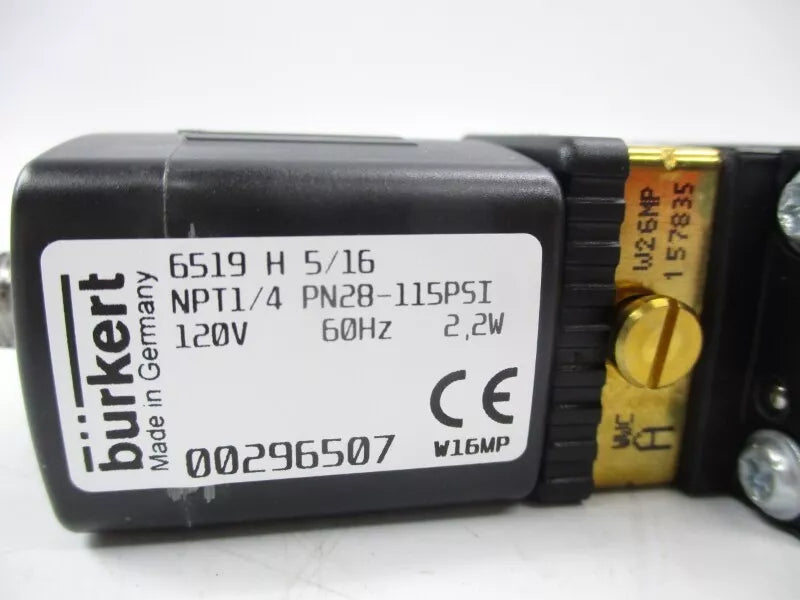 bürkert
Made in Germany
6519 H 5/16
NPT1/4 PN28-115PSI
120V 60Hz 2,2W
CE
00296507
W16MP
W26MP
157835
WWC
A